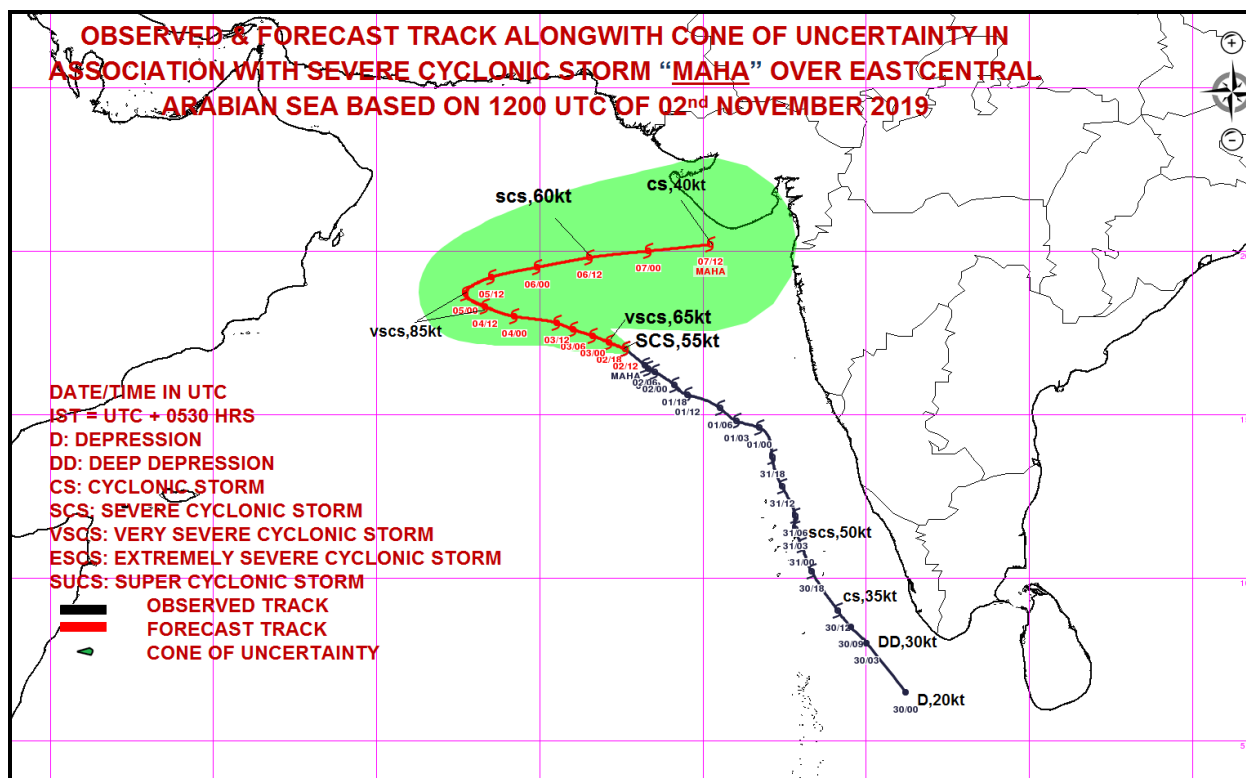 OBSERVED & FORECAST TRACK ALONGWITH CONE OF UNCERTAINTY IN
ASSOCIATION WITH SEVERE CYCLONIC STORM “MAHA” OVER EASTCENTRAL
ARABIAN SEA BASED ON 1200 UTC OF 02nd NOVEMBER 2019
scs,60kt
cs,40kt
07/12
MAHA
07/00
06/12
06/00
05/12
05/00
04/12
04/00
vscs,85kt
03/12
03/06
03/00
02/18
02/12
vscs,65kt
SCS,55kt
MAHA
02/06
02/00
01/18
01/12
01/06
01/03
01/00
31/18
31/12
31/06
scs,50kt
31/03
31/00
30/18
cs,35kt
30/12
30/09
DD,30kt
30/03
D,20kt
30/00
DATE/TIME IN UTC
IST = UTC + 0530 HRS
D: DEPRESSION
DD: DEEP DEPRESSION
CS: CYCLONIC STORM
SCS: SEVERE CYCLONIC STORM
VSCS: VERY SEVERE CYCLONIC STORM
ESCS: EXTREMELY SEVERE CYCLONIC STORM
SUCS: SUPER CYCLONIC STORM
OBSERVED TRACK
FORECAST TRACK
CONE OF UNCERTAINTY
5